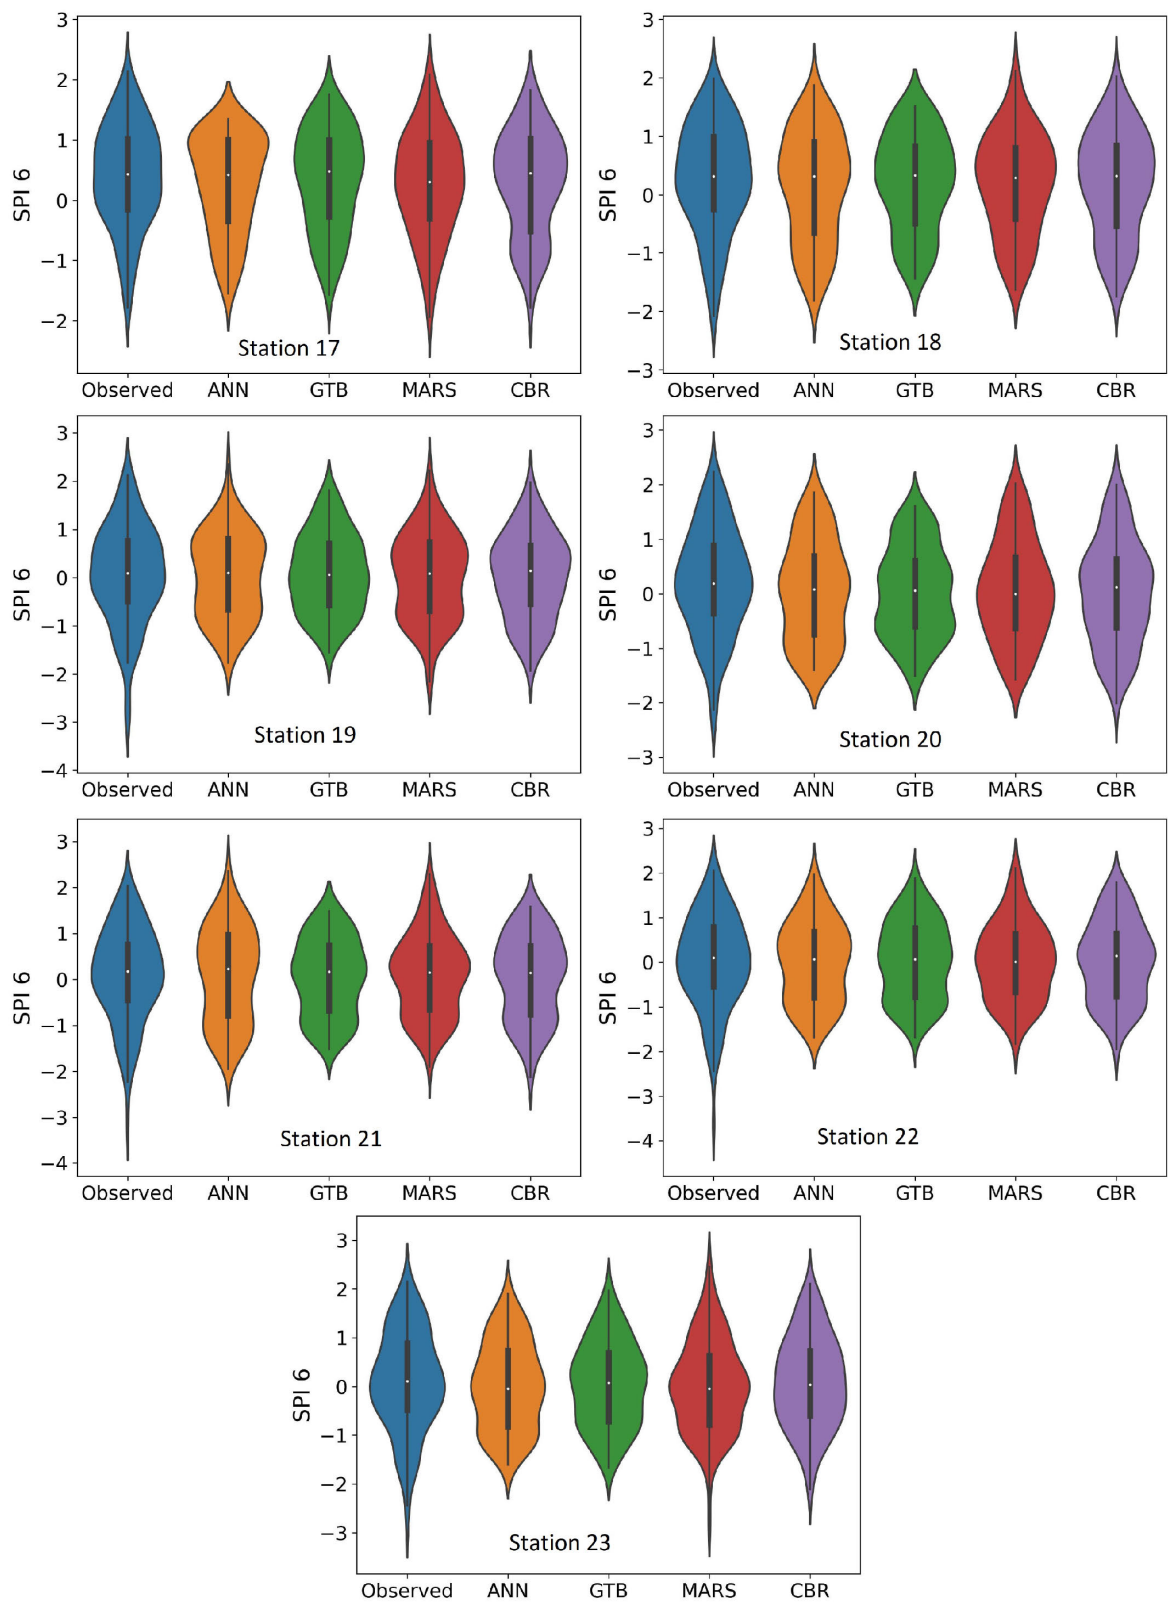 3
2
1
0
−1
−2
SPI 6
Station 17
Observed ANN GTB MARS CBR
3
2
1
0
−1
−2
−3
SPI 6
Station 18
Observed ANN GTB MARS CBR
3
2
1
0
−1
−2
−3
−4
SPI 6
Station 19
Observed ANN GTB MARS CBR
3
2
1
0
−1
−2
−3
SPI 6
Station 20
Observed ANN GTB MARS CBR
3
2
1
0
−1
−2
−3
−4
SPI 6
Station 21
Observed ANN GTB MARS CBR
3
2
1
0
−1
−2
−3
−4
SPI 6
Station 22
Observed ANN GTB MARS CBR
3
2
1
0
−1
−2
−3
SPI 6
Station 23
Observed ANN GTB MARS CBR